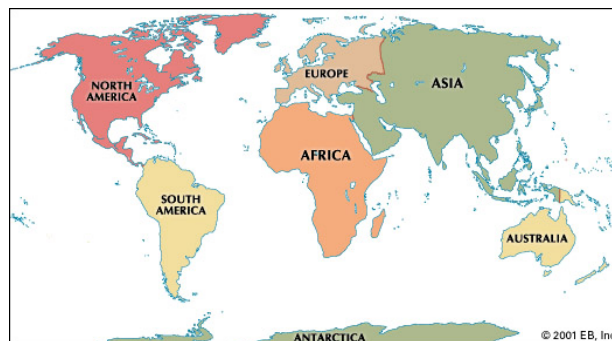 NORTH
AMERICA
EUROPE
ASIA
AFRICA
SOUTH
AMERICA
AUSTRALIA
ANTARCTICA
© 2001 EB, Inc